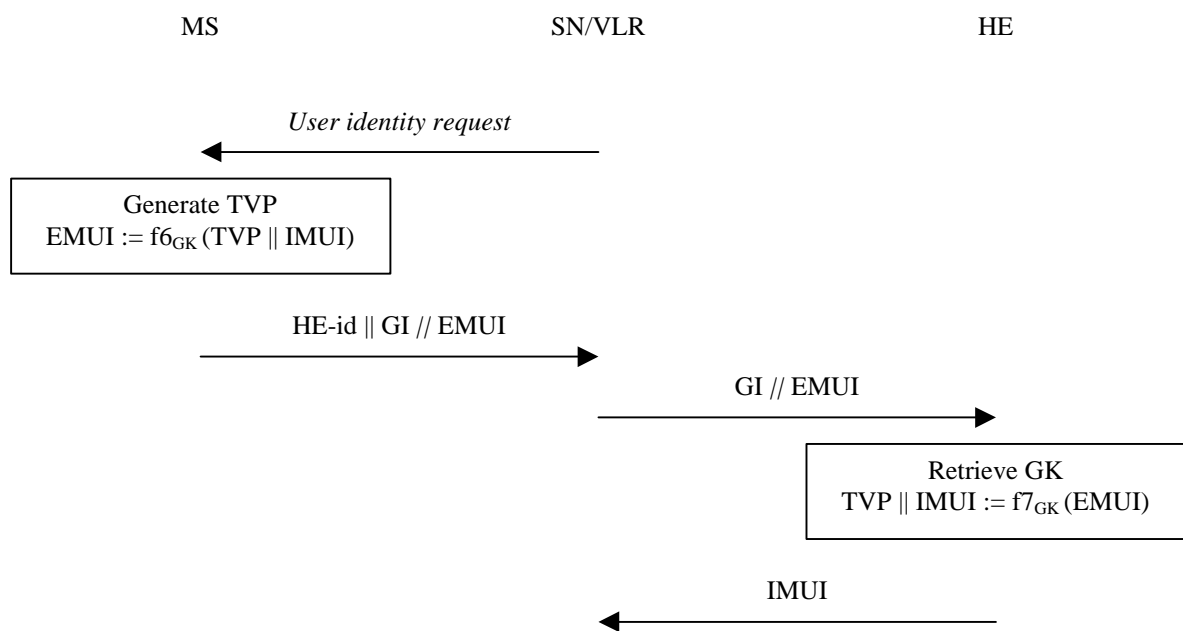 MS SN/VLR HE
User identity request
Generate TVP
EMUI := f6GK (TVP || IMUI)
HE-id || GI // EMUI
GI // EMUI
Retrieve GK
TVP || IMUI := f7GK (EMUI)
IMUI